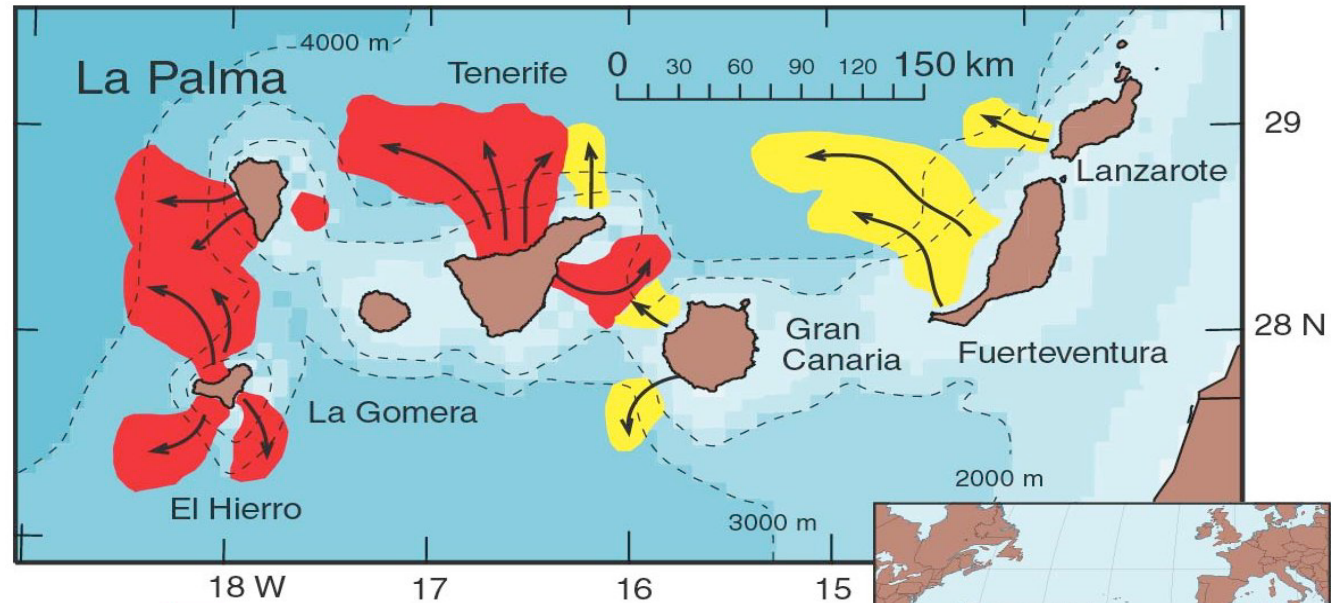 4000 m
La Palma
Tenerife
0 30 60 90 120 150 km
29
Lanzarote
Gran
Canaria
Fuerteventura
28 N
La Gomera
El Hierro
2000 m
3000 m
18 W 17 16 15